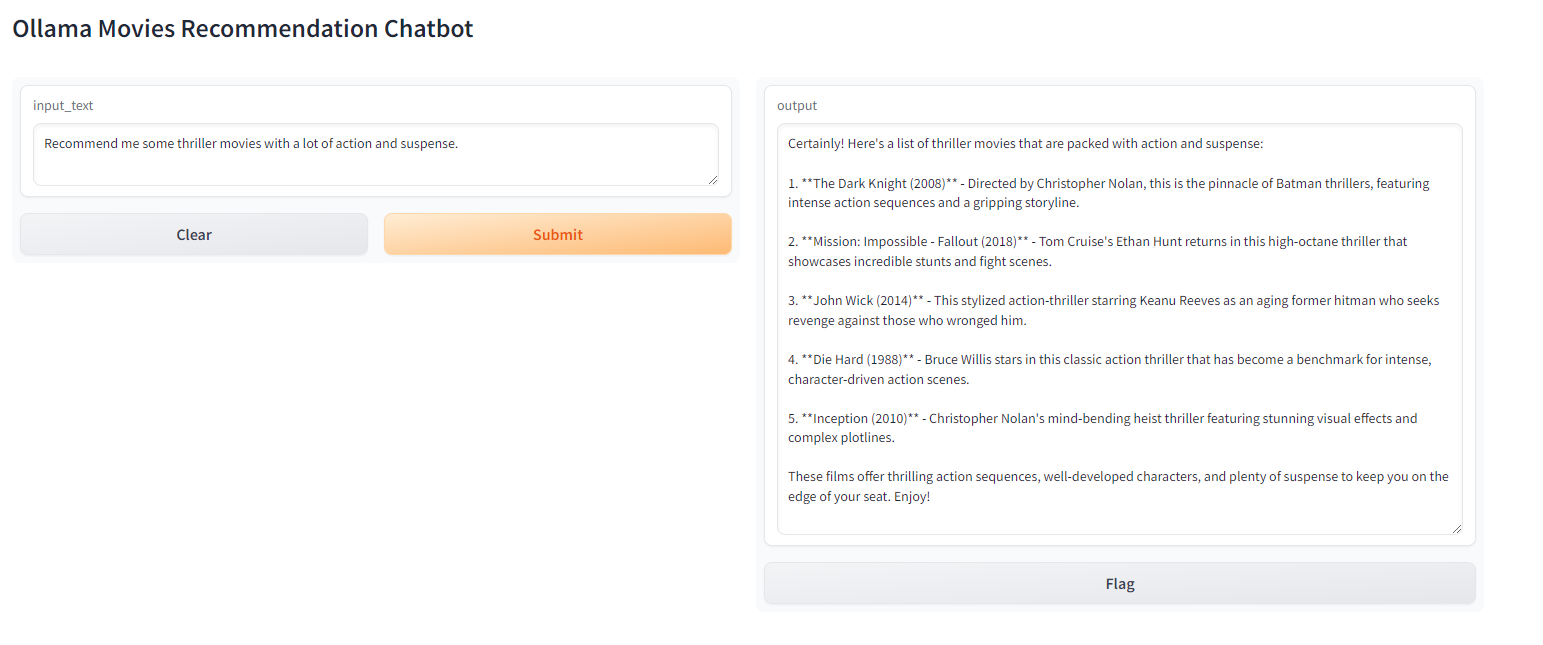 Ollama Movies Recommendation Chatbot
input_text
Recommend me some thriller movies with a lot of action and suspense.
Clear
Submit
output
Certainly! Here's a list of thriller movies that are packed with action and suspense:
1. **The Dark Knight (2008)** - Directed by Christopher Nolan, this is the pinnacle of Batman thrillers, featuring
intense action sequences and a gripping storyline.
2. **Mission: Impossible - Fallout (2018)** - Tom Cruise's Ethan Hunt returns in this high-octane thriller that
showcases incredible stunts and fight scenes.
3. **John Wick (2014)** - This stylized action-thriller starring Keanu Reeves as an aging former hitman who seeks
revenge against those who wronged him.
4. **Die Hard (1988)** - Bruce Willis stars in this classic action thriller that has become a benchmark for intense,
character-driven action scenes.
5. **Inception (2010)** - Christopher Nolan's mind-bending heist thriller featuring stunning visual effects and
complex plotlines.
These films offer thrilling action sequences, well-developed characters, and plenty of suspense to keep you on the
edge of your seat. Enjoy!
Flag